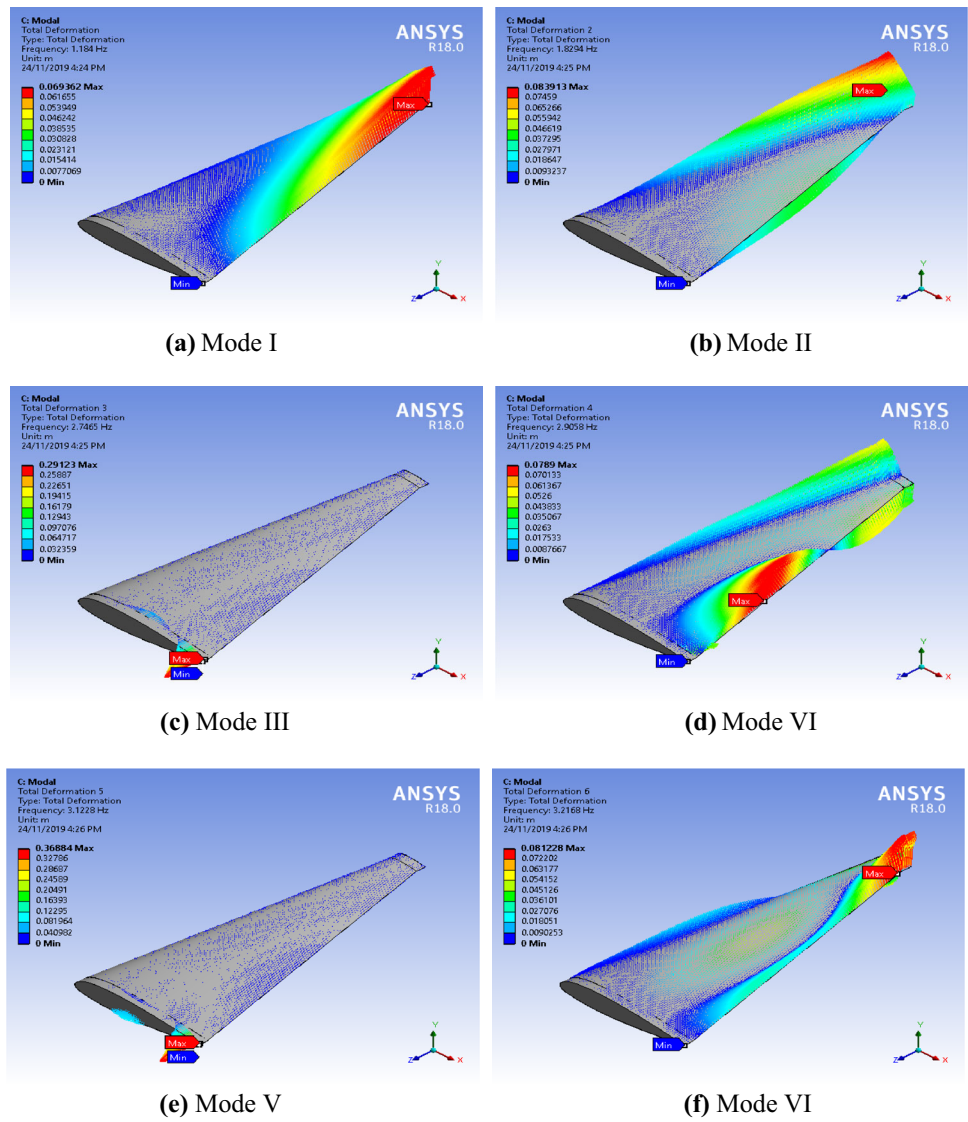 C: Modal
Total Deformation
Type: Total Deformation
Frequency: 1.184 Hz
Unit: m
24/11/2019 4:24 PM
ANSYS
R18.0
0.069362 Max
0.061655
0.053949
0.046242
0.038535
0.030828
0.023121
0.015414
0.0077069
0 Min
Max
Min
Y
Z
X
(a) Mode I
C: Modal
Total Deformation 2
Type: Total Deformation
Frequency: 1.8294 Hz
Unit: m
24/11/2019 4:25 PM
ANSYS
R18.0
0.083913 Max
0.07459
0.065266
0.055942
0.046619
0.037295
0.027971
0.018647
0.0093237
0 Min
Max
Min
Y
Z
X
(b) Mode II
C: Modal
Total Deformation 3
Type: Total Deformation
Frequency: 2.7465 Hz
Unit: m
24/11/2019 4:25 PM
ANSYS
R18.0
0.29123 Max
0.25887
0.22651
0.19415
0.16179
0.12943
0.097076
0.064717
0.032359
0 Min
Max
Min
Y
Z
X
(c) Mode III
C: Modal
Total Deformation 4
Type: Total Deformation
Frequency: 2.9058 Hz
Unit: m
24/11/2019 4:25 PM
ANSYS
R18.0
0.0789 Max
0.070133
0.061367
0.0526
0.043833
0.035067
0.0263
0.017533
0.0087667
0 Min
Max
Min
Y
Z
X
(d) Mode VI
C: Modal
Total Deformation 5
Type: Total Deformation
Frequency: 3.1228 Hz
Unit: m
24/11/2019 4:26 PM
ANSYS
R18.0
0.36884 Max
0.32786
0.28687
0.24589
0.20491
0.16393
0.12295
0.081964
0.040982
0 Min
Max
Min
Y
Z
X
(e) Mode V
C: Modal
Total Deformation 6
Type: Total Deformation
Frequency: 3.2168 Hz
Unit: m
24/11/2019 4:26 PM
ANSYS
R18.0
0.081228 Max
0.072202
0.063177
0.054152
0.045126
0.036101
0.027076
0.018051
0.0090253
0 Min
Max
Min
Y
Z
X
(f) Mode VI